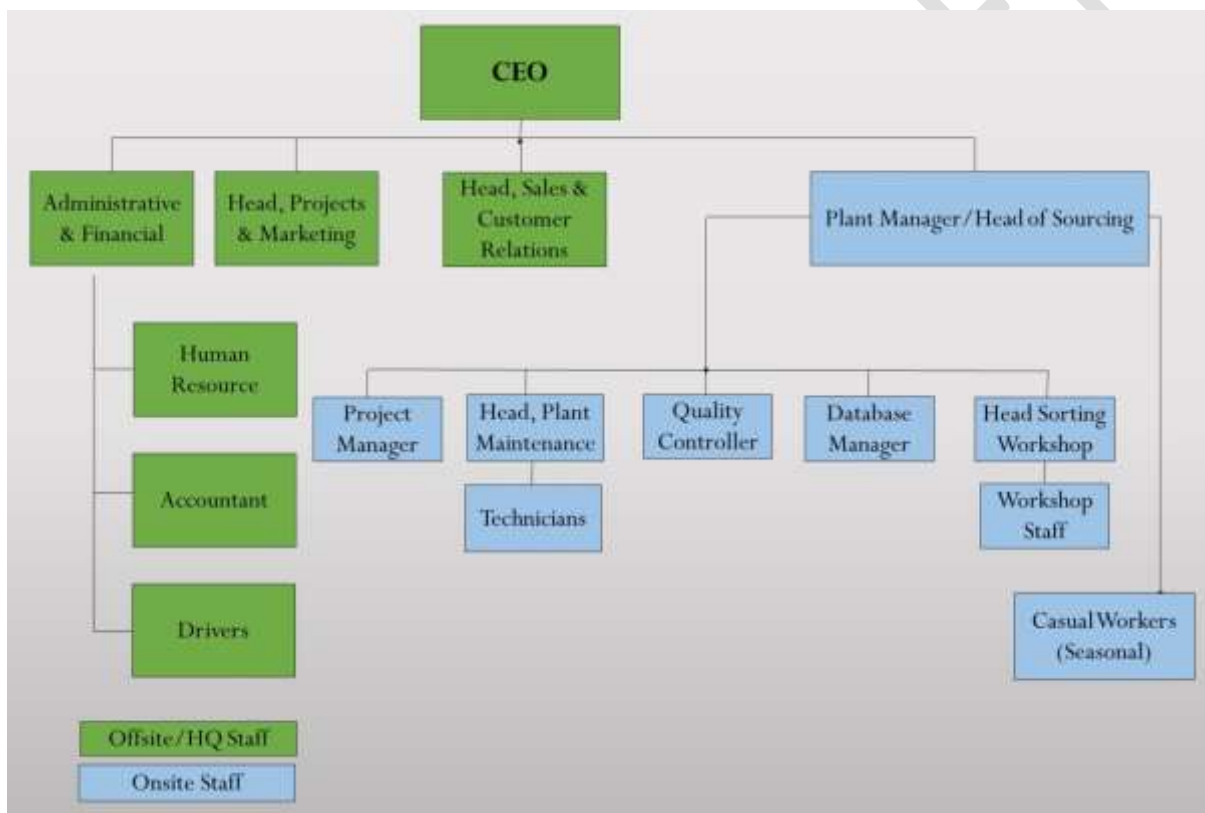 CEO
Administrative
& Financial
Head, Projects
& Marketing
Head, Sales &
Customer
Relations
Plant Manager/Head of Sourcing
Human
Resource
Project
Manager
Head, Plant
Maintenance
Quality
Controller
Database
Manager
Head Sorting
Workshop
Accountant
Technicians
Workshop
Staff
Drivers
Casual Workers
(Seasonal)
Offsite/HQ Staff
Onsite Staff